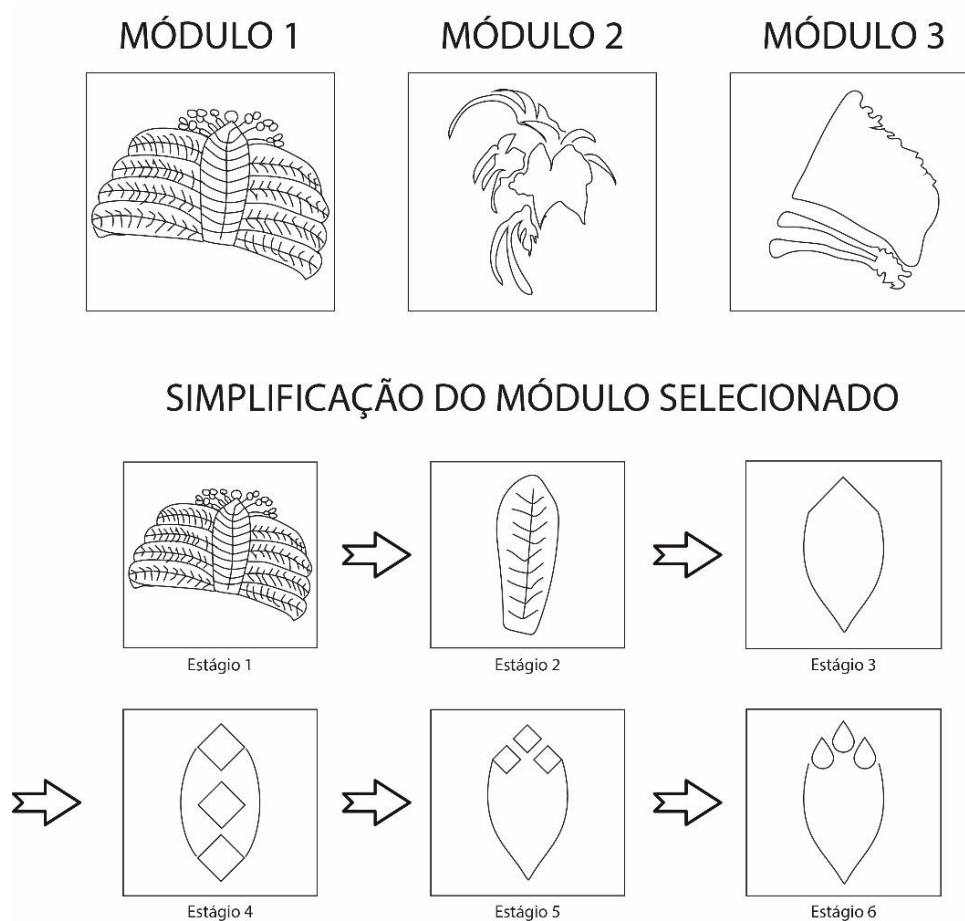 MÓDULO 1 MÓDULO 2 MÓDULO 3
SIMPLIFICAÇÃO DO MÓDULO SELECIONADO
Estágio 1 Estágio 2 Estágio 3
Estágio 4 Estágio 5 Estágio 6